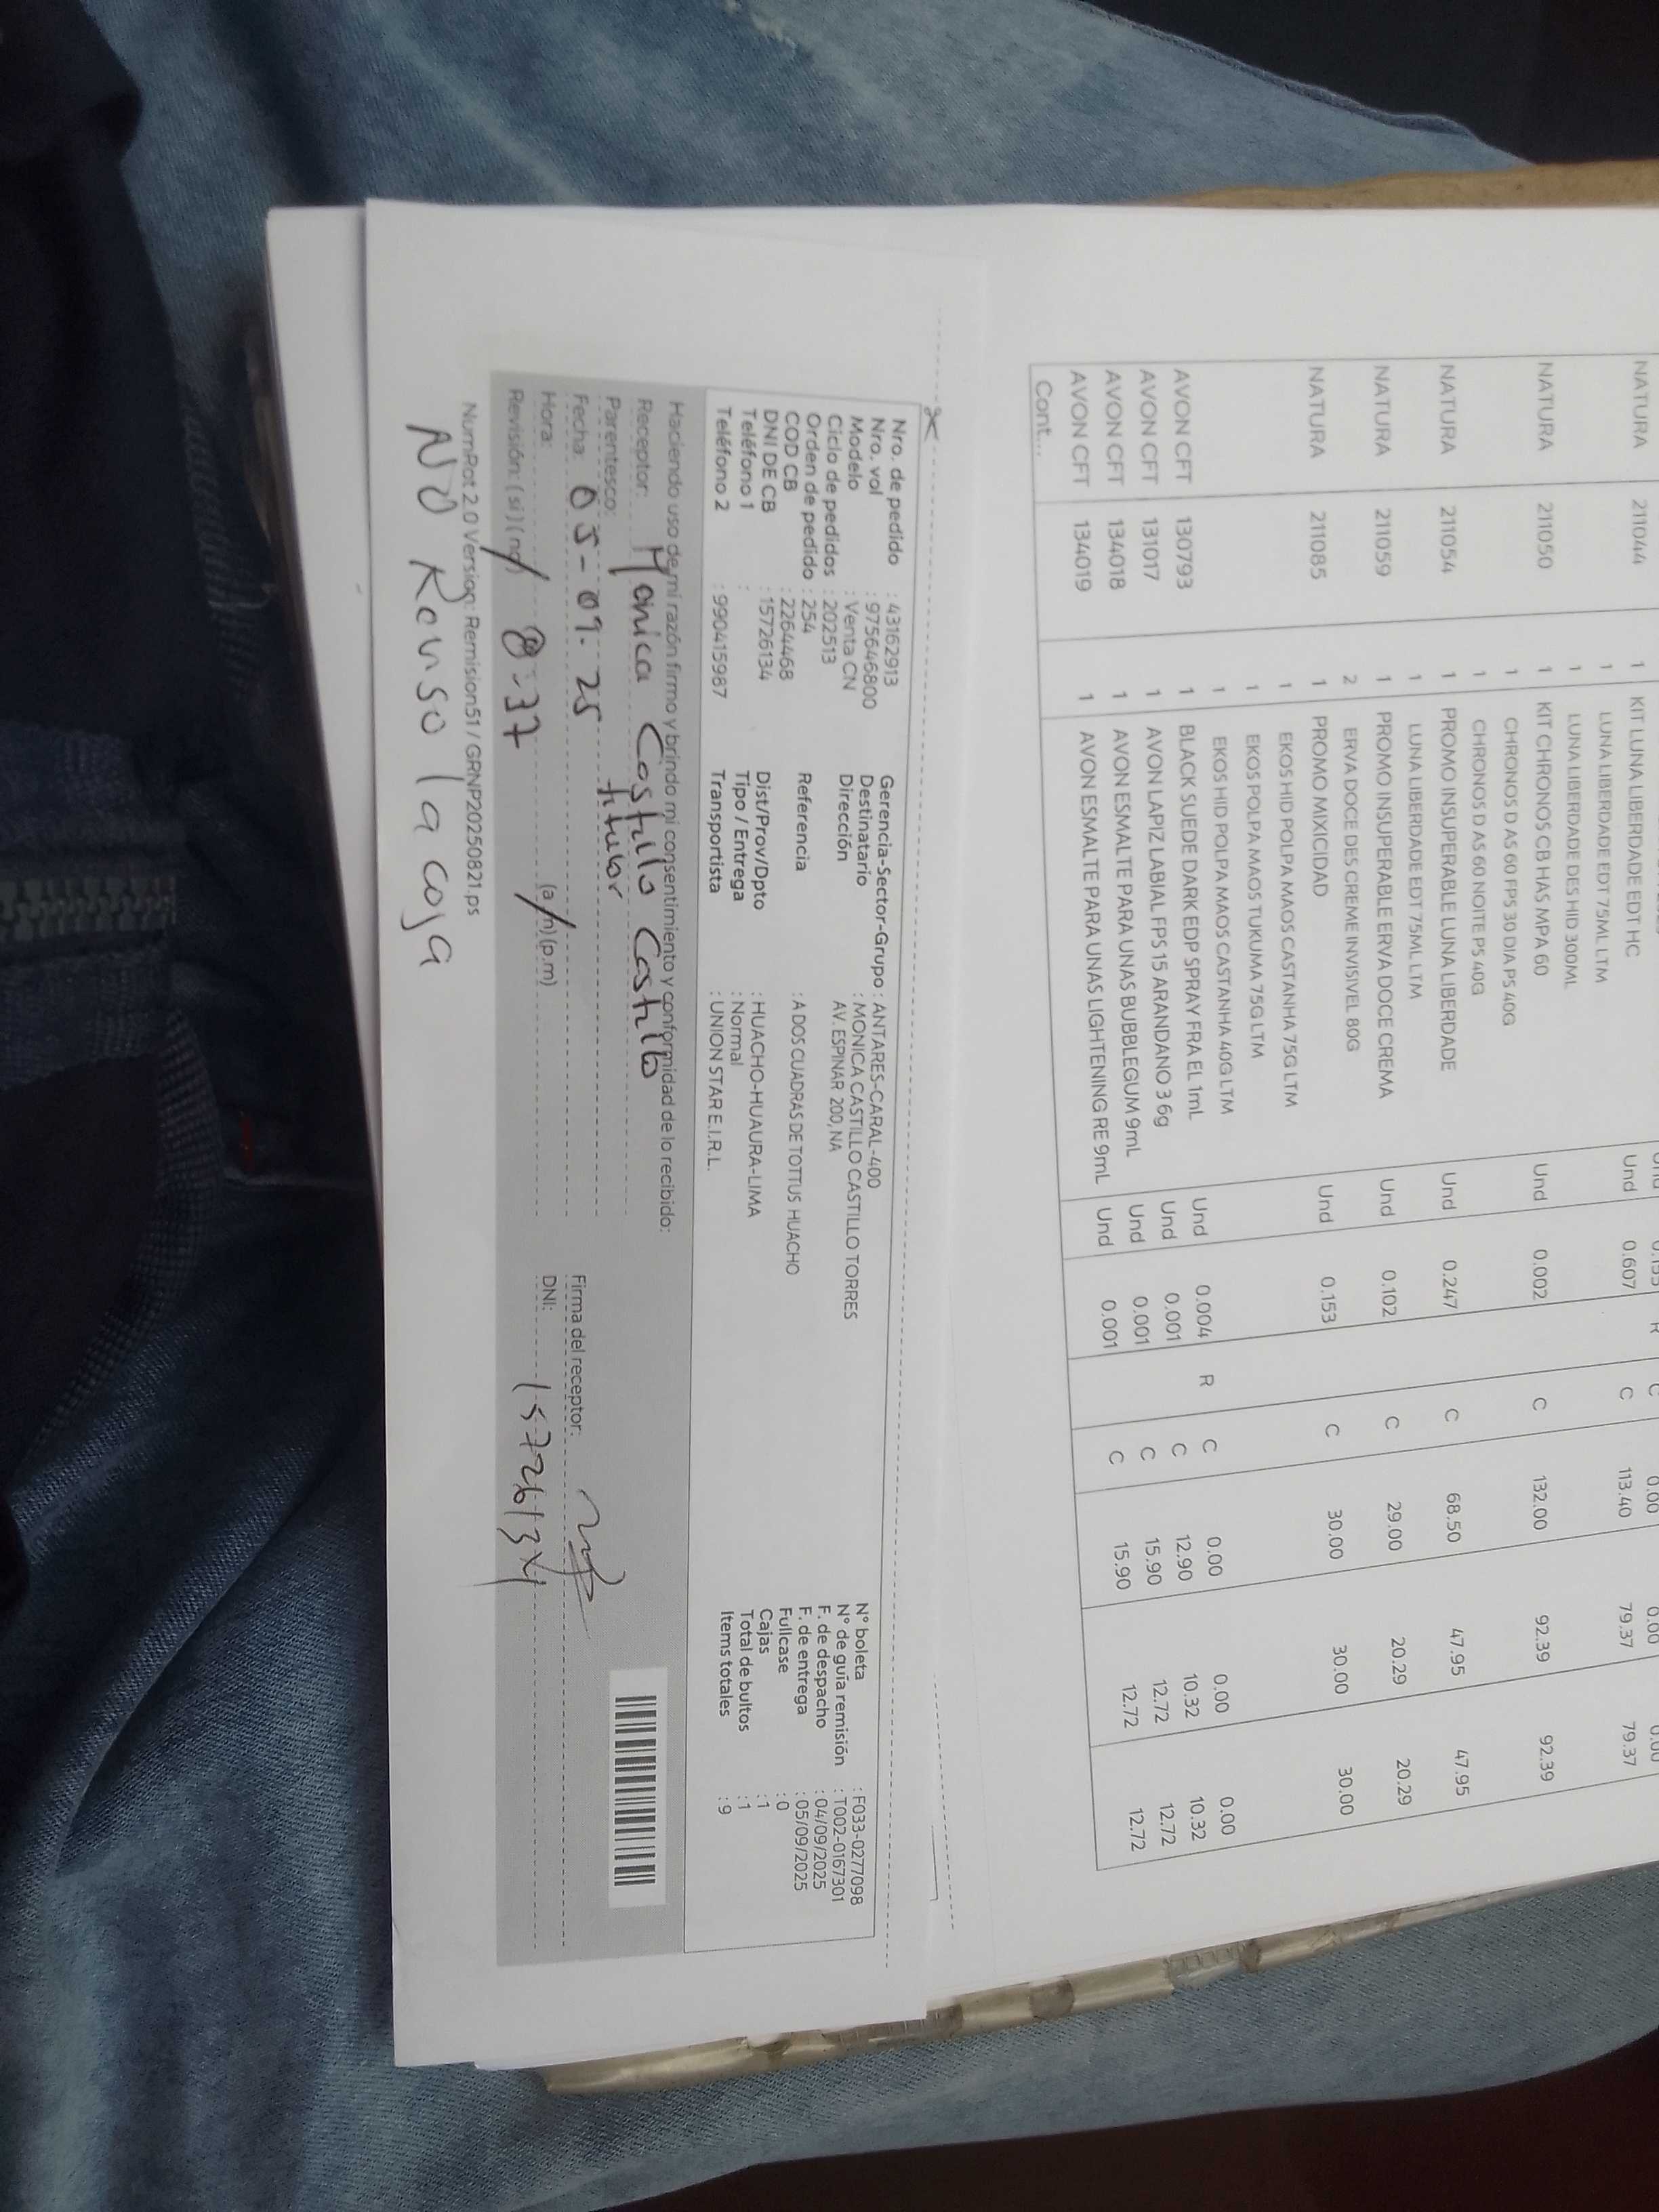 NATURA 211044 1 KIT LUNA LIBERDADE EDT HC Und 0.607 C 113.40 79.37 79.37
1 LUNA LIBERDADE EDT 75ML LTM
1 LUNA LIBERDADE DES HID 300ML
NATURA 211050 1 KIT CHRONOS CB HAS MPA 60 Und 0.002 C 132.00 92.39 92.39
1 CHRONOS D AS 60 FPS 30 DIA PS 40G
1 CHRONOS D AS 60 NOITE PS 40G
NATURA 211054 1 PROMO INSUPERABLE LUNA LIBERDADE Und 0.247 C 68.50 47.95 47.95
1 LUNA LIBERDADE EDT 75ML LTM
NATURA 211059 1 PROMO INSUPERABLE ERVA DOCE CREMA Und 0.102 C 29.00 20.29 20.29
2 ERVA DOCE DES CREME INVISIVEL 80G
NATURA 211085 1 PROMO MIXICIDAD Und 0.153 C 30.00 30.00 30.00
1 EKOS HID POLPA MAOS CASTANHA 75G LTM
1 EKOS POLPA MAOS TUKUMA 75G LTM
1 EKOS HID POLPA MAOS CASTANHA 40G LTM
AVON CFT 130793 1 BLACK SUEDE DARK EDP SPRAY FRA EL 1mL Und 0.004 R C 0.00 0.00 0.00
AVON CFT 131017 1 AVON LAPIZ LABIAL FPS 15 ARANDANO 3 6g Und 0.001 C 12.90 10.32 10.32
AVON CFT 134018 1 AVON ESMALTE PARA UNAS BUBBLEGUM 9mL Und 0.001 C 15.90 12.72 12.72
AVON CFT 134019 1 AVON ESMALTE PARA UNAS LIGHTENING RE 9mL Und 0.001 C 15.90 12.72 12.72
Cont...
Nro. de pedido : 43162913 Gerencia-Sector-Grupo : ANTARES-CARAL-400 N° boleta : F033-0277098
Nro. vol : 975646800 Destinatario : MONICA CASTILLO CASTILLO TORRES N° de guía remisión : T002-0167301
Modelo : Venta CN Dirección AV. ESPINAR 200, NA F. de despacho : 04/09/2025
Ciclo de pedidos : 202513 F. de entrega : 05/09/2025
Orden de pedido : 254 Referencia : A DOS CUADRAS DE TOTTUS HUACHO Fullcase : 0
COD CB : 2264468 Cajas : 1
DNI DE CB : 15726134 Dist/Prov/Dpto : HUACHO-HUAURA-LIMA Total de bultos : 1
Teléfono 1 : Tipo / Entrega : Normal Items totales : 9
Teléfono 2 : 990415987 Transportista : UNION STAR E.I.R.L.
Haciendo uso de mi razón firmo y brindo mi consentimiento y conformidad de lo recibido:
Receptor: Monica Castillo Castillo
Parentesco: titular
Fecha: 05-09-25 Firma del receptor:
Hora: 8:37 (a/m) (p.m) DNI: 15726134
Revisión: ( si ) ( no )
NumPat 2.0 Version: Remision51 / GRNP20250821.ps
NO Revso la caja